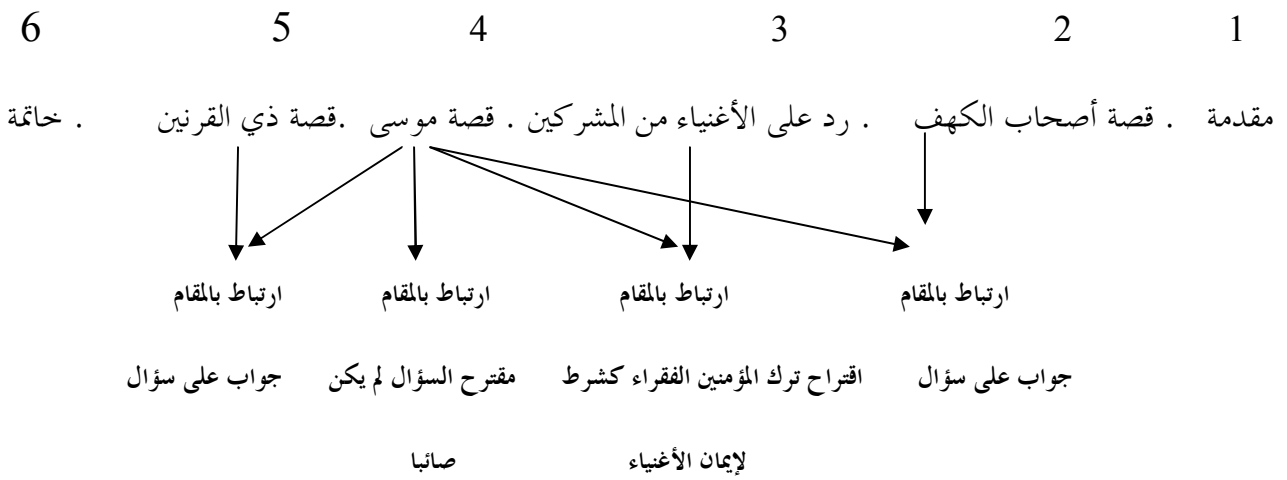 1 2 3 4 5 6
مقدمة . قصة أصحاب الكهف . رد على الأغنياء من المشركين . قصة موسى .قصة ذي القرنين . خاتمة
ارتباط بالمقام ارتباط بالمقام ارتباط بالمقام ارتباط بالمقام
جواب على سؤال اقتراح ترك المؤمنين الفقراء كشرط مقترح السؤال لم يكن جواب على سؤال
لإيمان الأغنياء صائبا